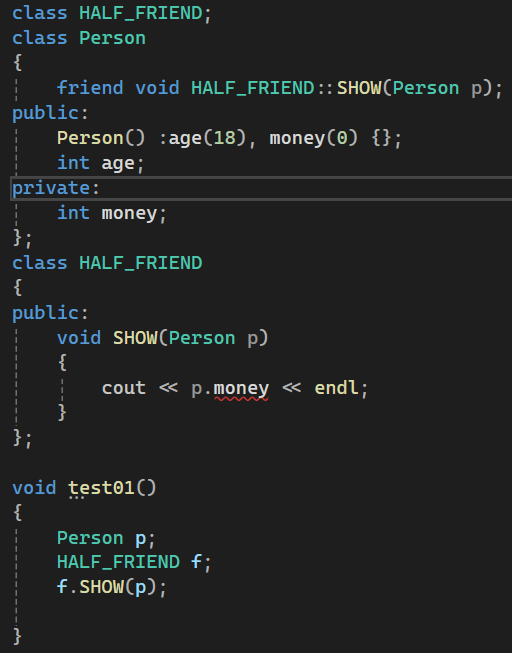 class HALF_FRIEND;
class Person
{
    friend void HALF_FRIEND::SHOW(Person p);
public:
    Person() :age(18), money(0) {};
    int age;
private:
    int money;
};
class HALF_FRIEND
{
public:
    void SHOW(Person p)
    {
        cout << p.money << endl;
    }
};
void test01()
{
    Person p;
    HALF_FRIEND f;
    f.SHOW(p);
}